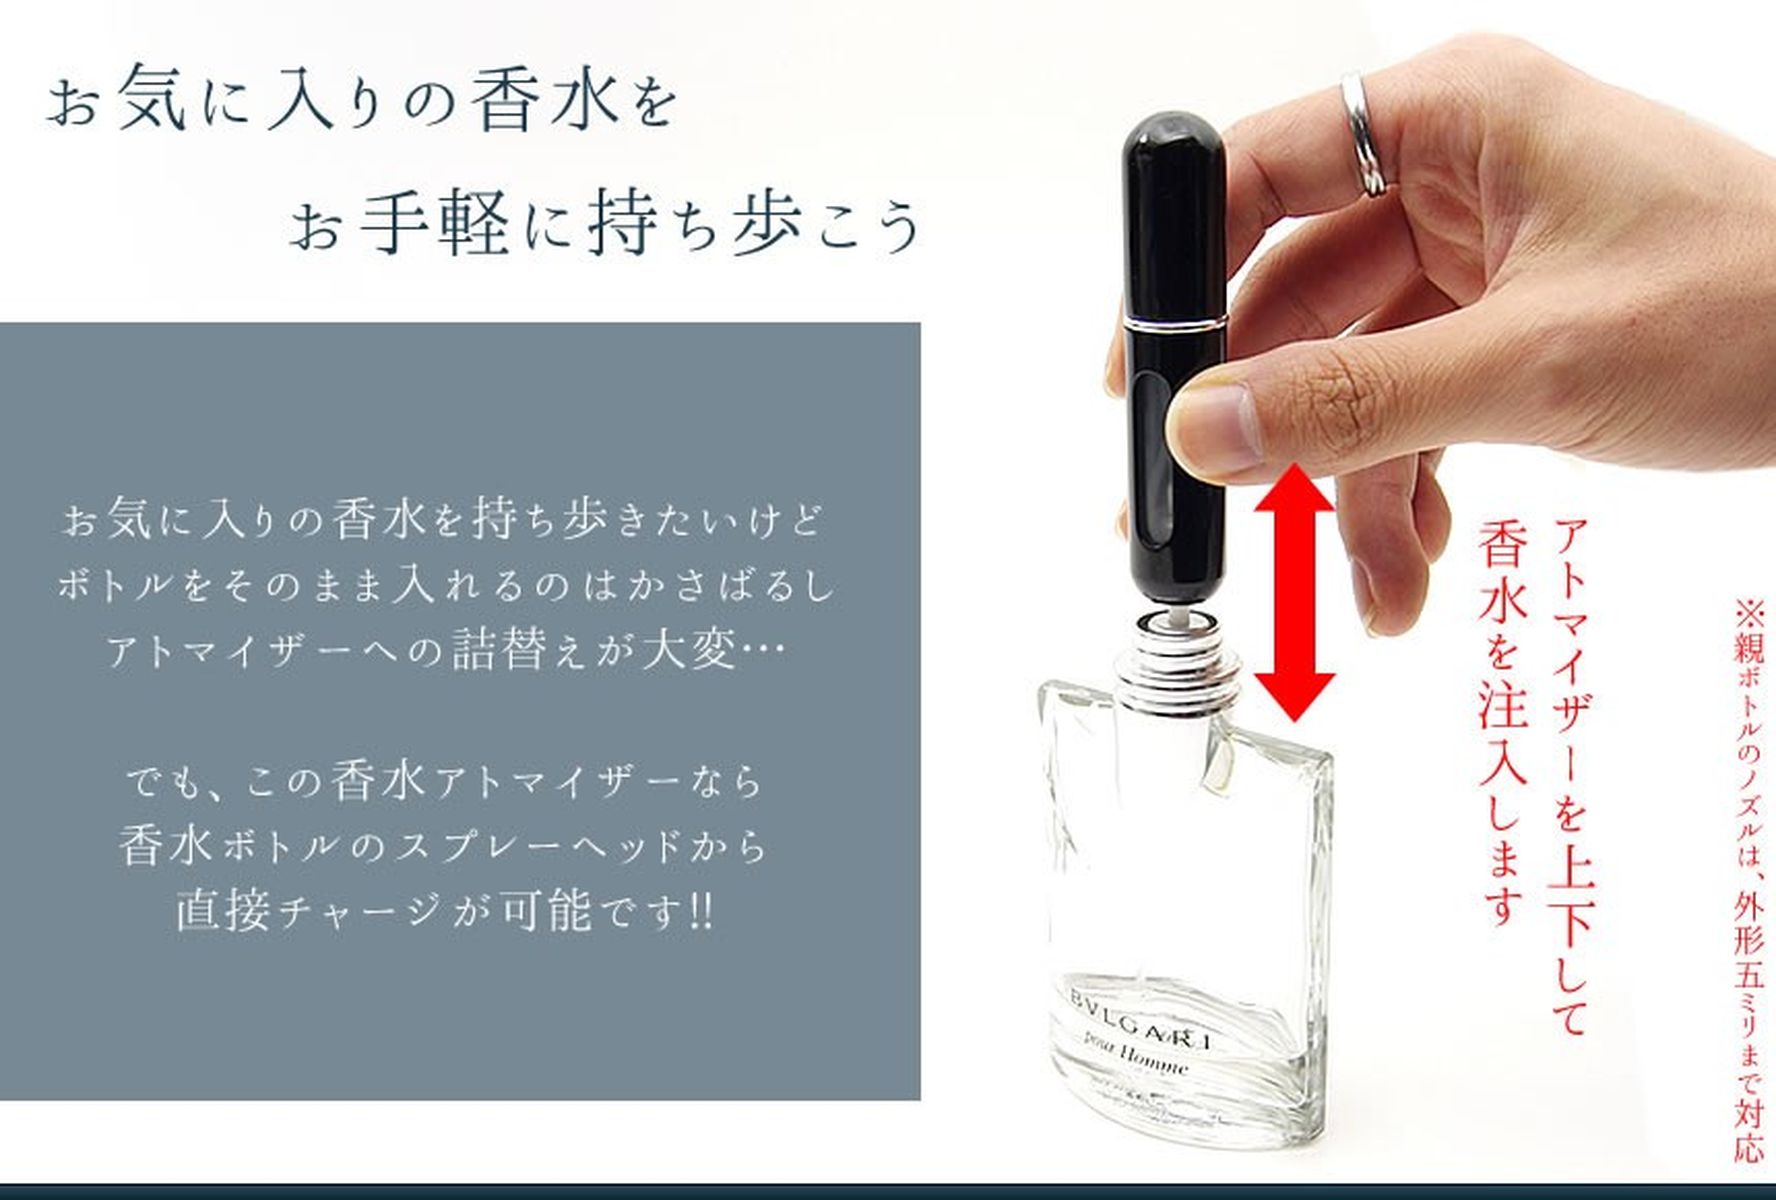 お気に入りの香水を
お手軽に持ち歩こう
お気に入りの香水を持ち歩きたいけど
ボトルをそのまま入れるのはかさばるし
アトマイザーへの詰替えが大変…
でも、この香水アトマイザーなら
香水ボトルのスプレーヘッドから
直接チャージが可能です!!
アトマイザーを上下して
香水を注入します
※親ボトルのノズルは、外形五ミリまで対応
BVLGARI
pour Homme